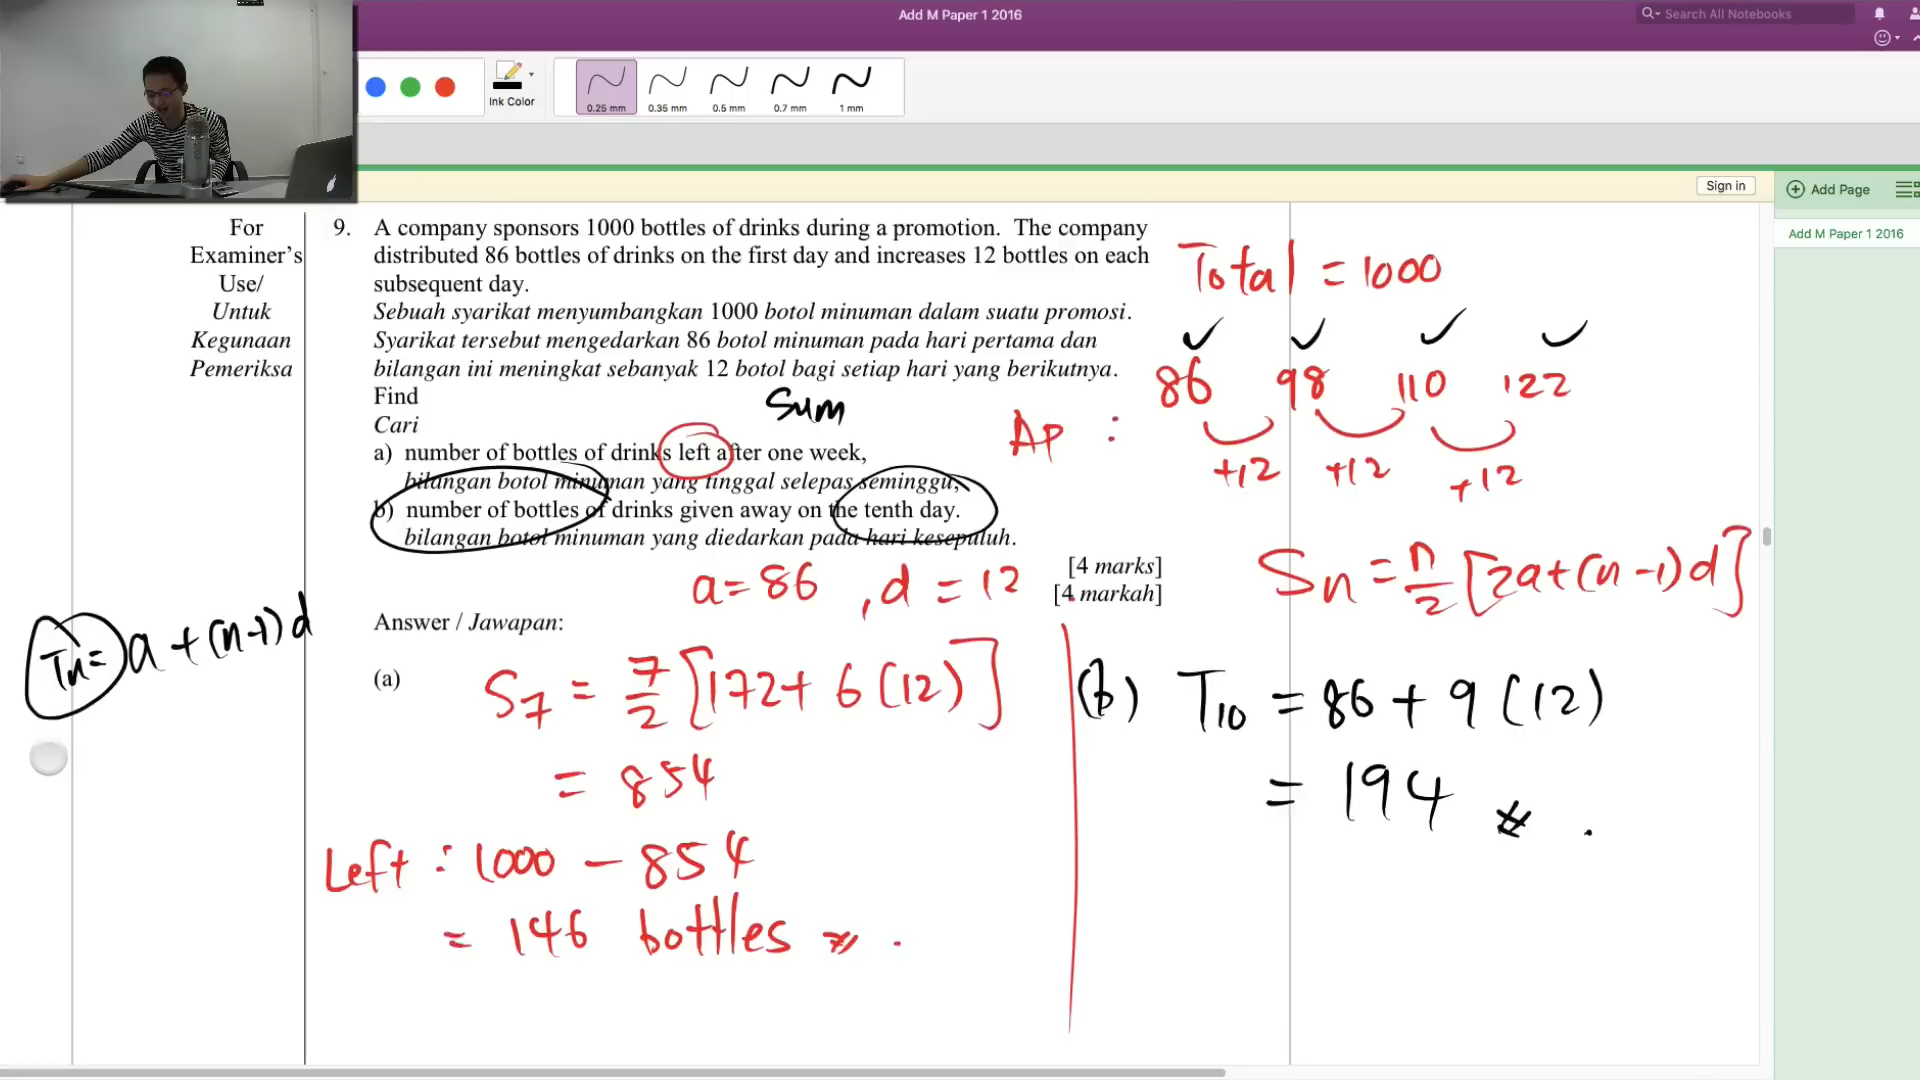 Add M Paper 1 2016
Search All Notebooks
Ink Color
0.25 mm
0.35 mm
0.5 mm
0.7 mm
1 mm
Sign in
Add Page
Add M Paper 1 2016
For
Examiner's
Use/
Untuk
Kegunaan
Pemeriksa
9. A company sponsors 1000 bottles of drinks during a promotion. The company
distributed 86 bottles of drinks on the first day and increases 12 bottles on each
subsequent day.
Sebuah syarikat menyumbangkan 1000 botol minuman dalam suatu promosi.
Syarikat tersebut mengedarkan 86 botol minuman pada hari pertama dan
bilangan ini meningkat sebanyak 12 botol bagi setiap hari yang berikutnya.
Find
Cari
Sum
a) number of bottles of drinks left after one week,
bilangan botol minuman yang tinggal selepas seminggu,
b) number of bottles of drinks given away on the tenth day.
bilangan botol minuman yang diedarkan pada hari kesepuluh.
[4 marks]
[4 markah]
Total = 1000
AP : 86 98 110 122
+12 +12 +12
Sn = n/2 [2a+(n-1)d]
a=86 , d = 12
Tn= a + (n-1)d
Answer / Jawapan:
(a) S7 = 7/2 [172+ 6(12)]
= 854
Left : 1000 - 854
= 146 bottles
(b) T10 = 86 + 9(12)
= 194